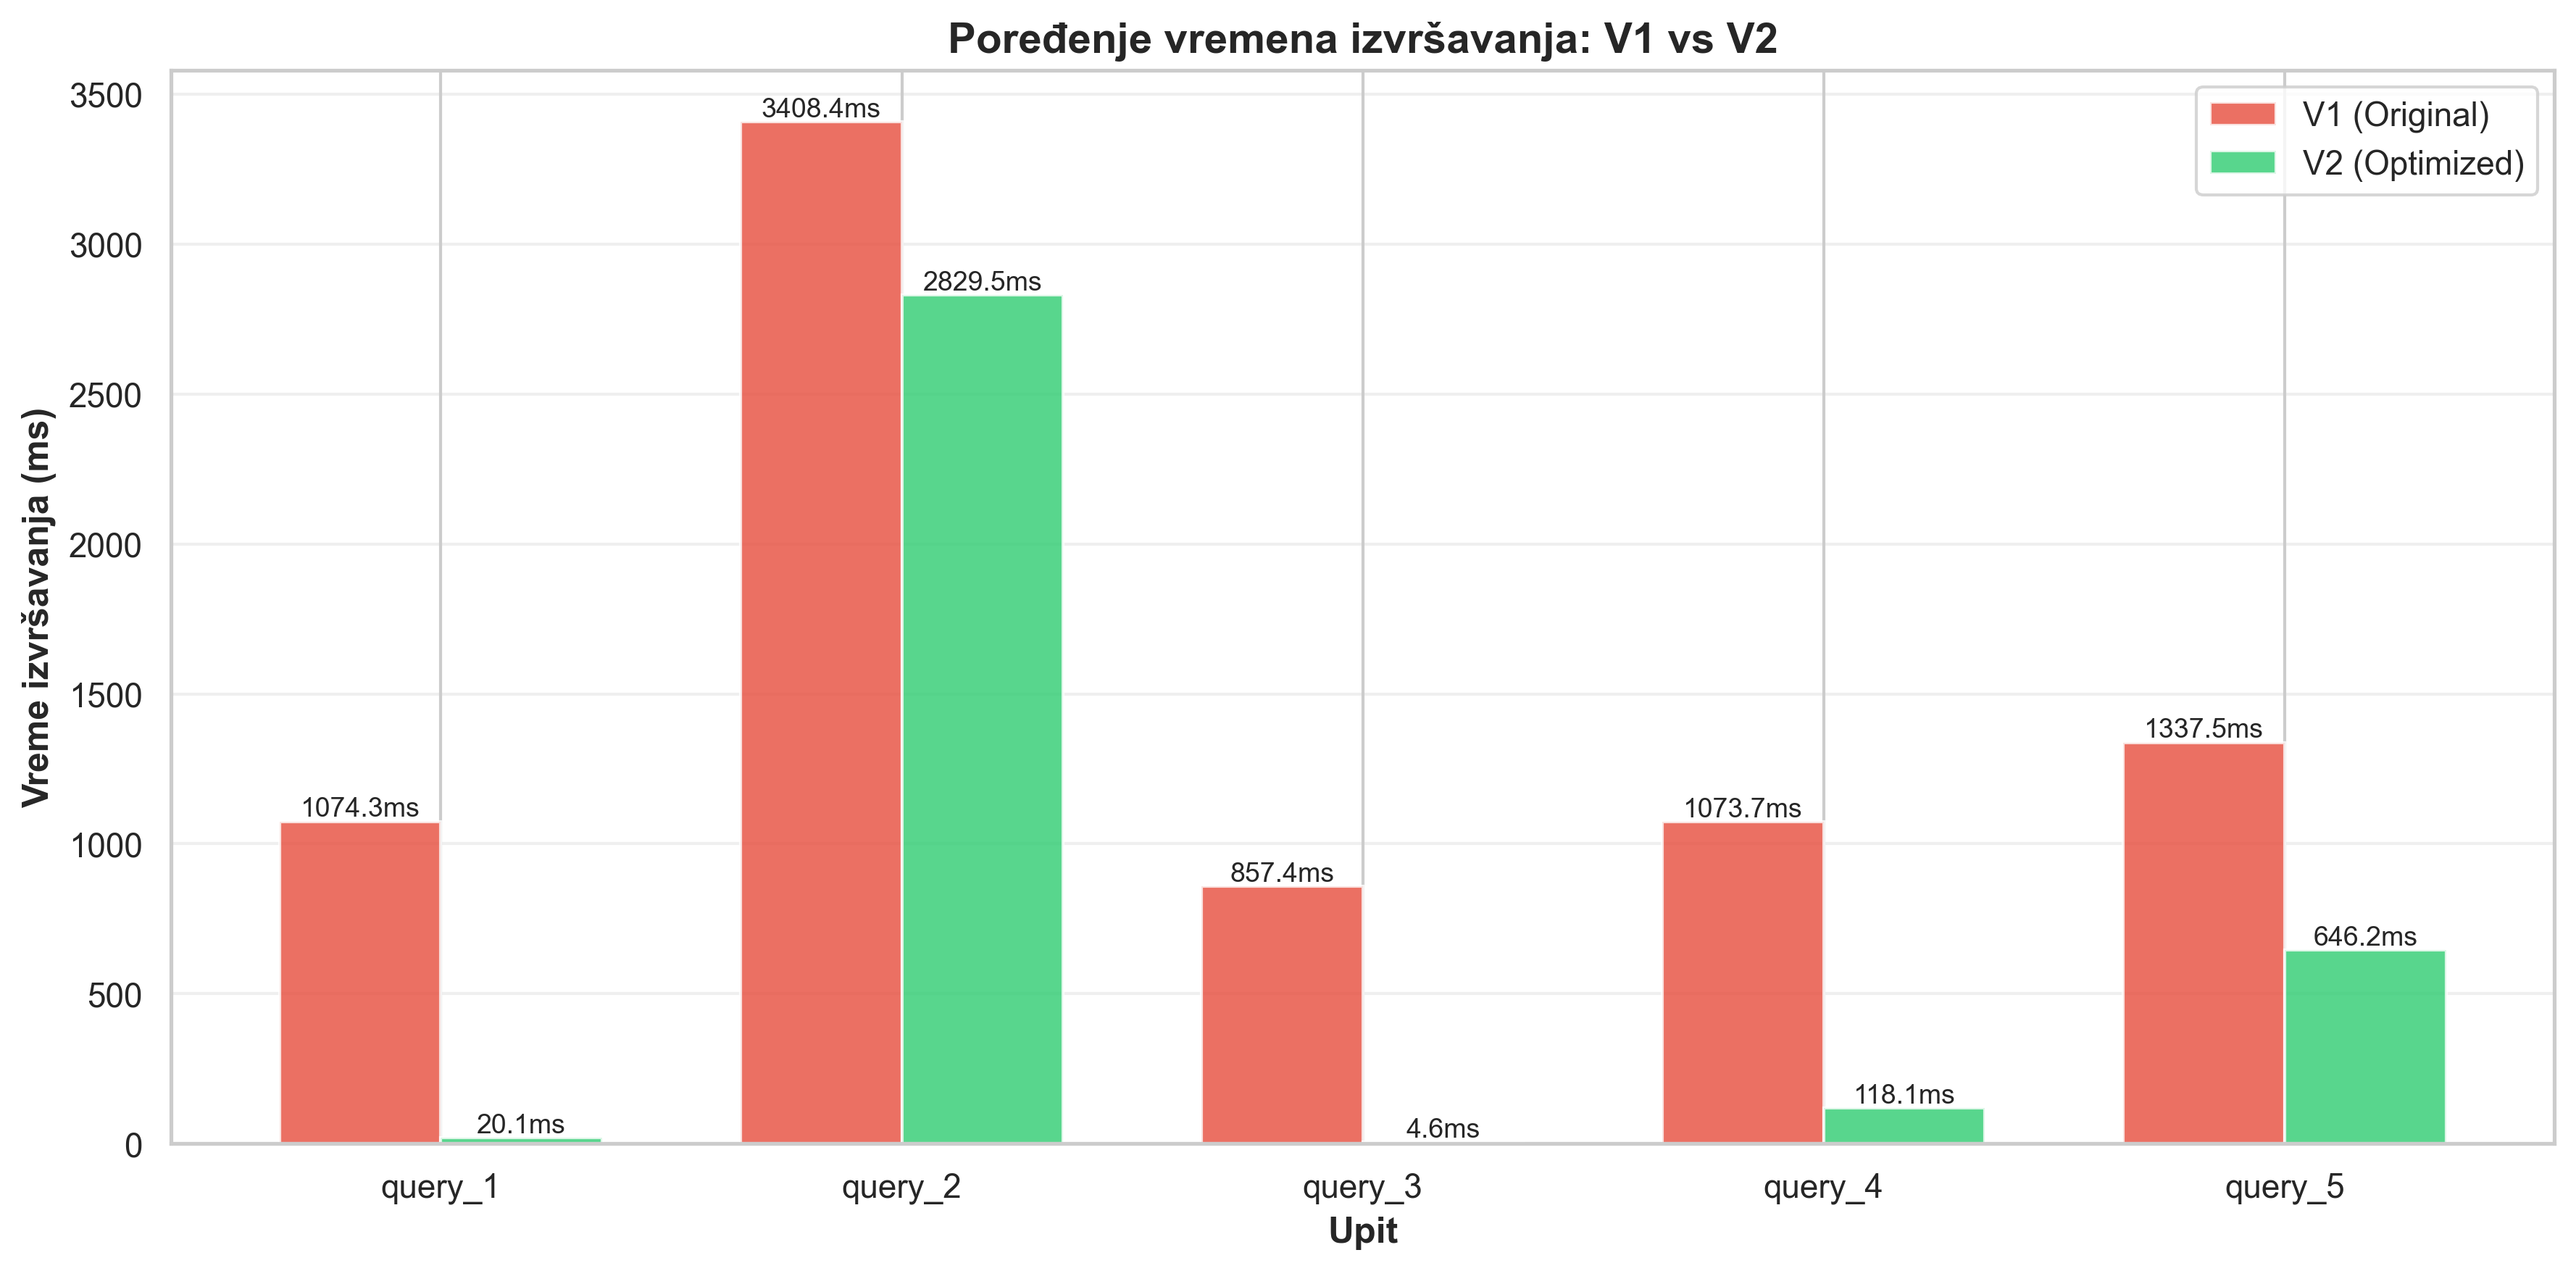 Poređenje vremena izvršavanja: V1 vs V2
V1 (Original)
V2 (Optimized)
Vreme izvršavanja (ms)
3500
3000
2500
2000
1500
1000
500
0
1074.3ms
20.1ms
3408.4ms
2829.5ms
857.4ms
4.6ms
1073.7ms
118.1ms
1337.5ms
646.2ms
query_1
query_2
query_3
query_4
query_5
Upit